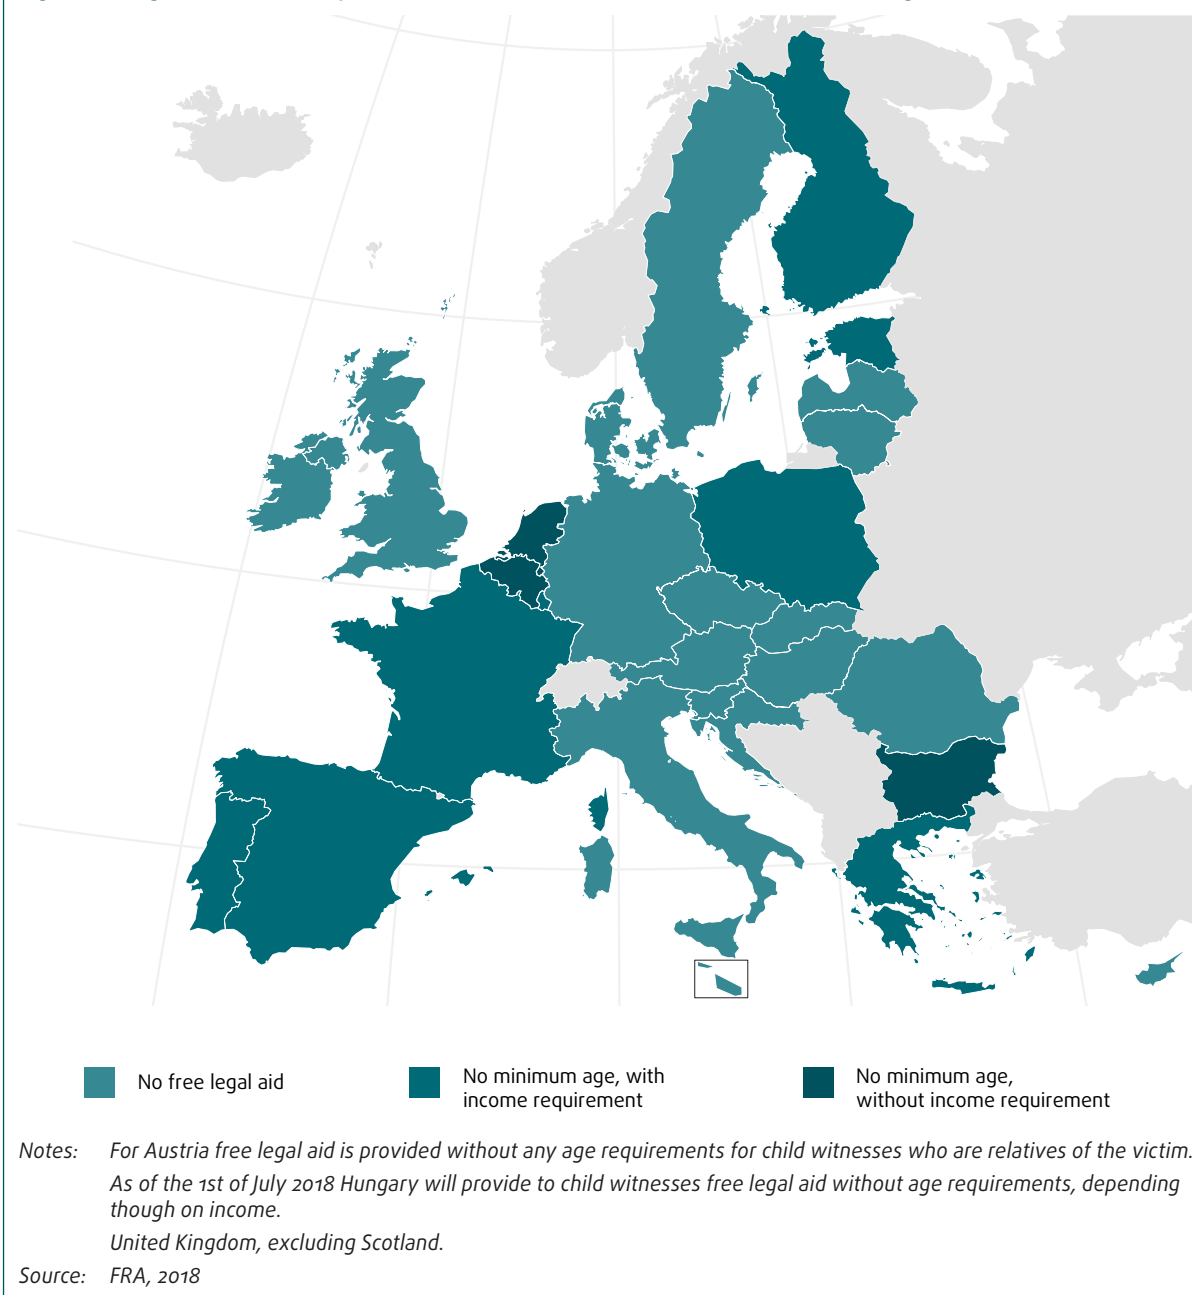 No free legal aid
No minimum age, with
income requirement
No minimum age,
without income requirement
Notes: For Austria free legal aid is provided without any age requirements for child witnesses who are relatives of the victim.
As of the 1st of July 2018 Hungary will provide to child witnesses free legal aid without age requirements, depending
though on income.
United Kingdom, excluding Scotland.
Source: FRA, 2018